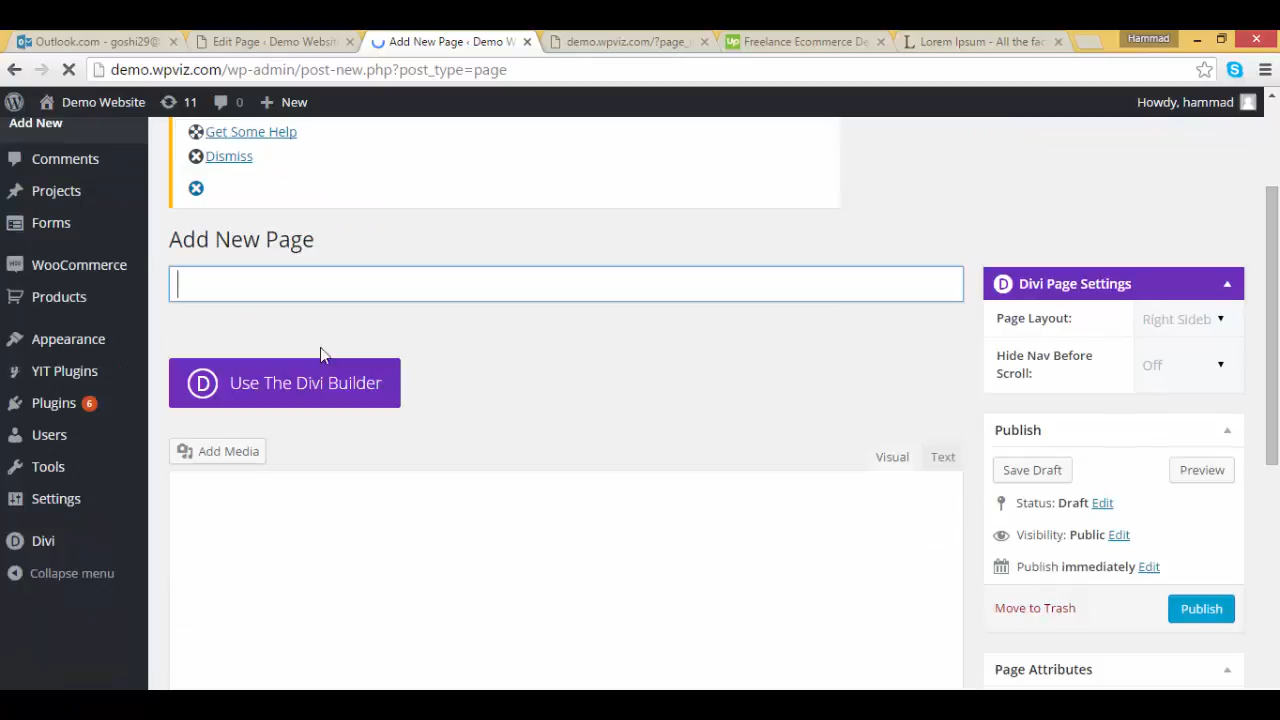 Outlook.com - goshi29@
Edit Page ‹ Demo Websit
Add New Page ‹ Demo W
demo.wpviz.com/?page_
Up Freelance Ecommerce De
L Lorem Ipsum - All the fac
Hammad
demo.wpviz.com/wp-admin/post-new.php?post_type=page
Demo Website
11
0
New
Howdy, hammad
Add New
Comments
Projects
Forms
WooCommerce
Products
Appearance
YIT Plugins
Plugins 6
Users
Tools
Settings
D Divi
Collapse menu
Get Some Help
Dismiss
Add New Page
D Use The Divi Builder
Add Media
Visual
Text
D Divi Page Settings
Page Layout:
Right Sideb
Hide Nav Before
Scroll:
Off
Publish
Save Draft
Preview
Status: Draft Edit
Visibility: Public Edit
Publish immediately Edit
Move to Trash
Publish
Page Attributes